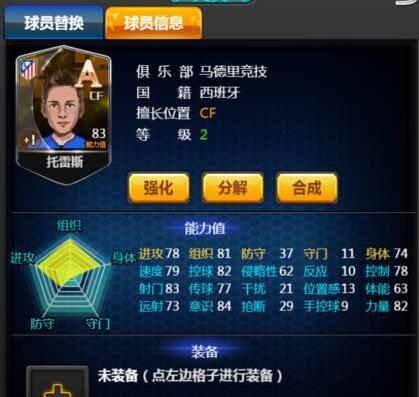 球员替换 球员信息
A
CF
+1
83
能力值
托雷斯
俱乐部 马德里竞技
国籍 西班牙
擅长位置 CF
等级 2
强化 分解 合成
能力值
组织
进攻 身体
防守 守门
进攻 78 组织 81 防守 37 守门 11 身体 74
速度 79 控球 82 侵略性 62 反应 10 控制 78
射门 83 传球 77 干扰 21 位置感 13 体能 63
远射 73 意识 84 抢断 29 手控球 9 力量 82
装备
未装备（点左边格子进行装备）